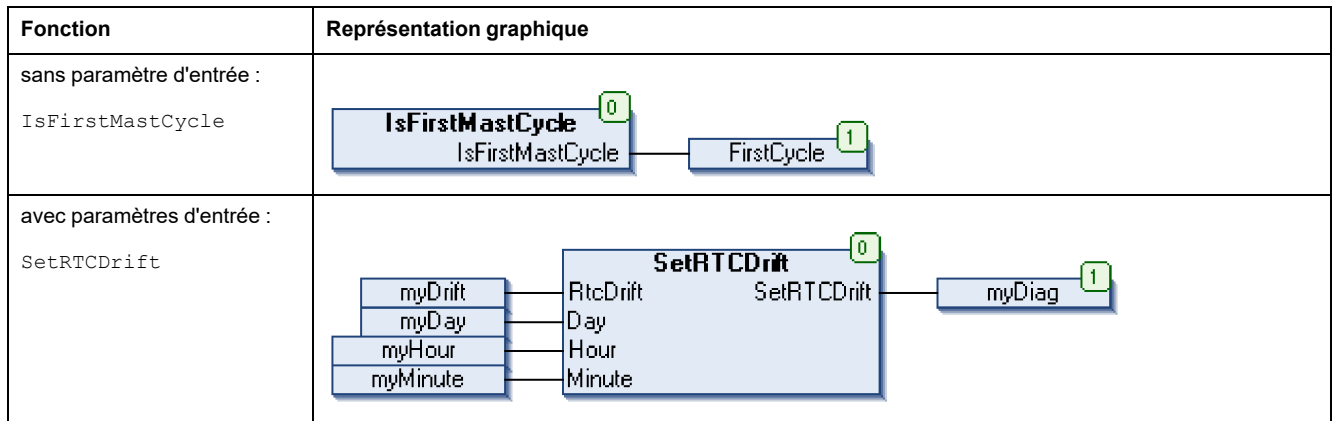 Fonction
Représentation graphique
sans paramètre d'entrée :
IsFirstMastCycle
IsFirstMastCycle
0
IsFirstMastCycle
FirstCycle
1
avec paramètres d'entrée :
SetRTCDrift
SetRTCDrift
0
myDrift
RtcDrift
SetRTCDrift
myDiag
1
myDay
Day
myHour
Hour
myMinute
Minute